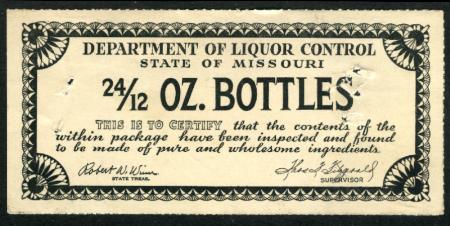 DEPARTMENT OF LIQUOR CONTROL
STATE OF MISSOURI
24/12 OZ. BOTTLES
THIS IS TO CERTIFY that the contents of the
within package have been inspected and found
to be made of pure and wholesome ingredients.
Robert W. Winn
STATE TREAS.
SUPERVISOR